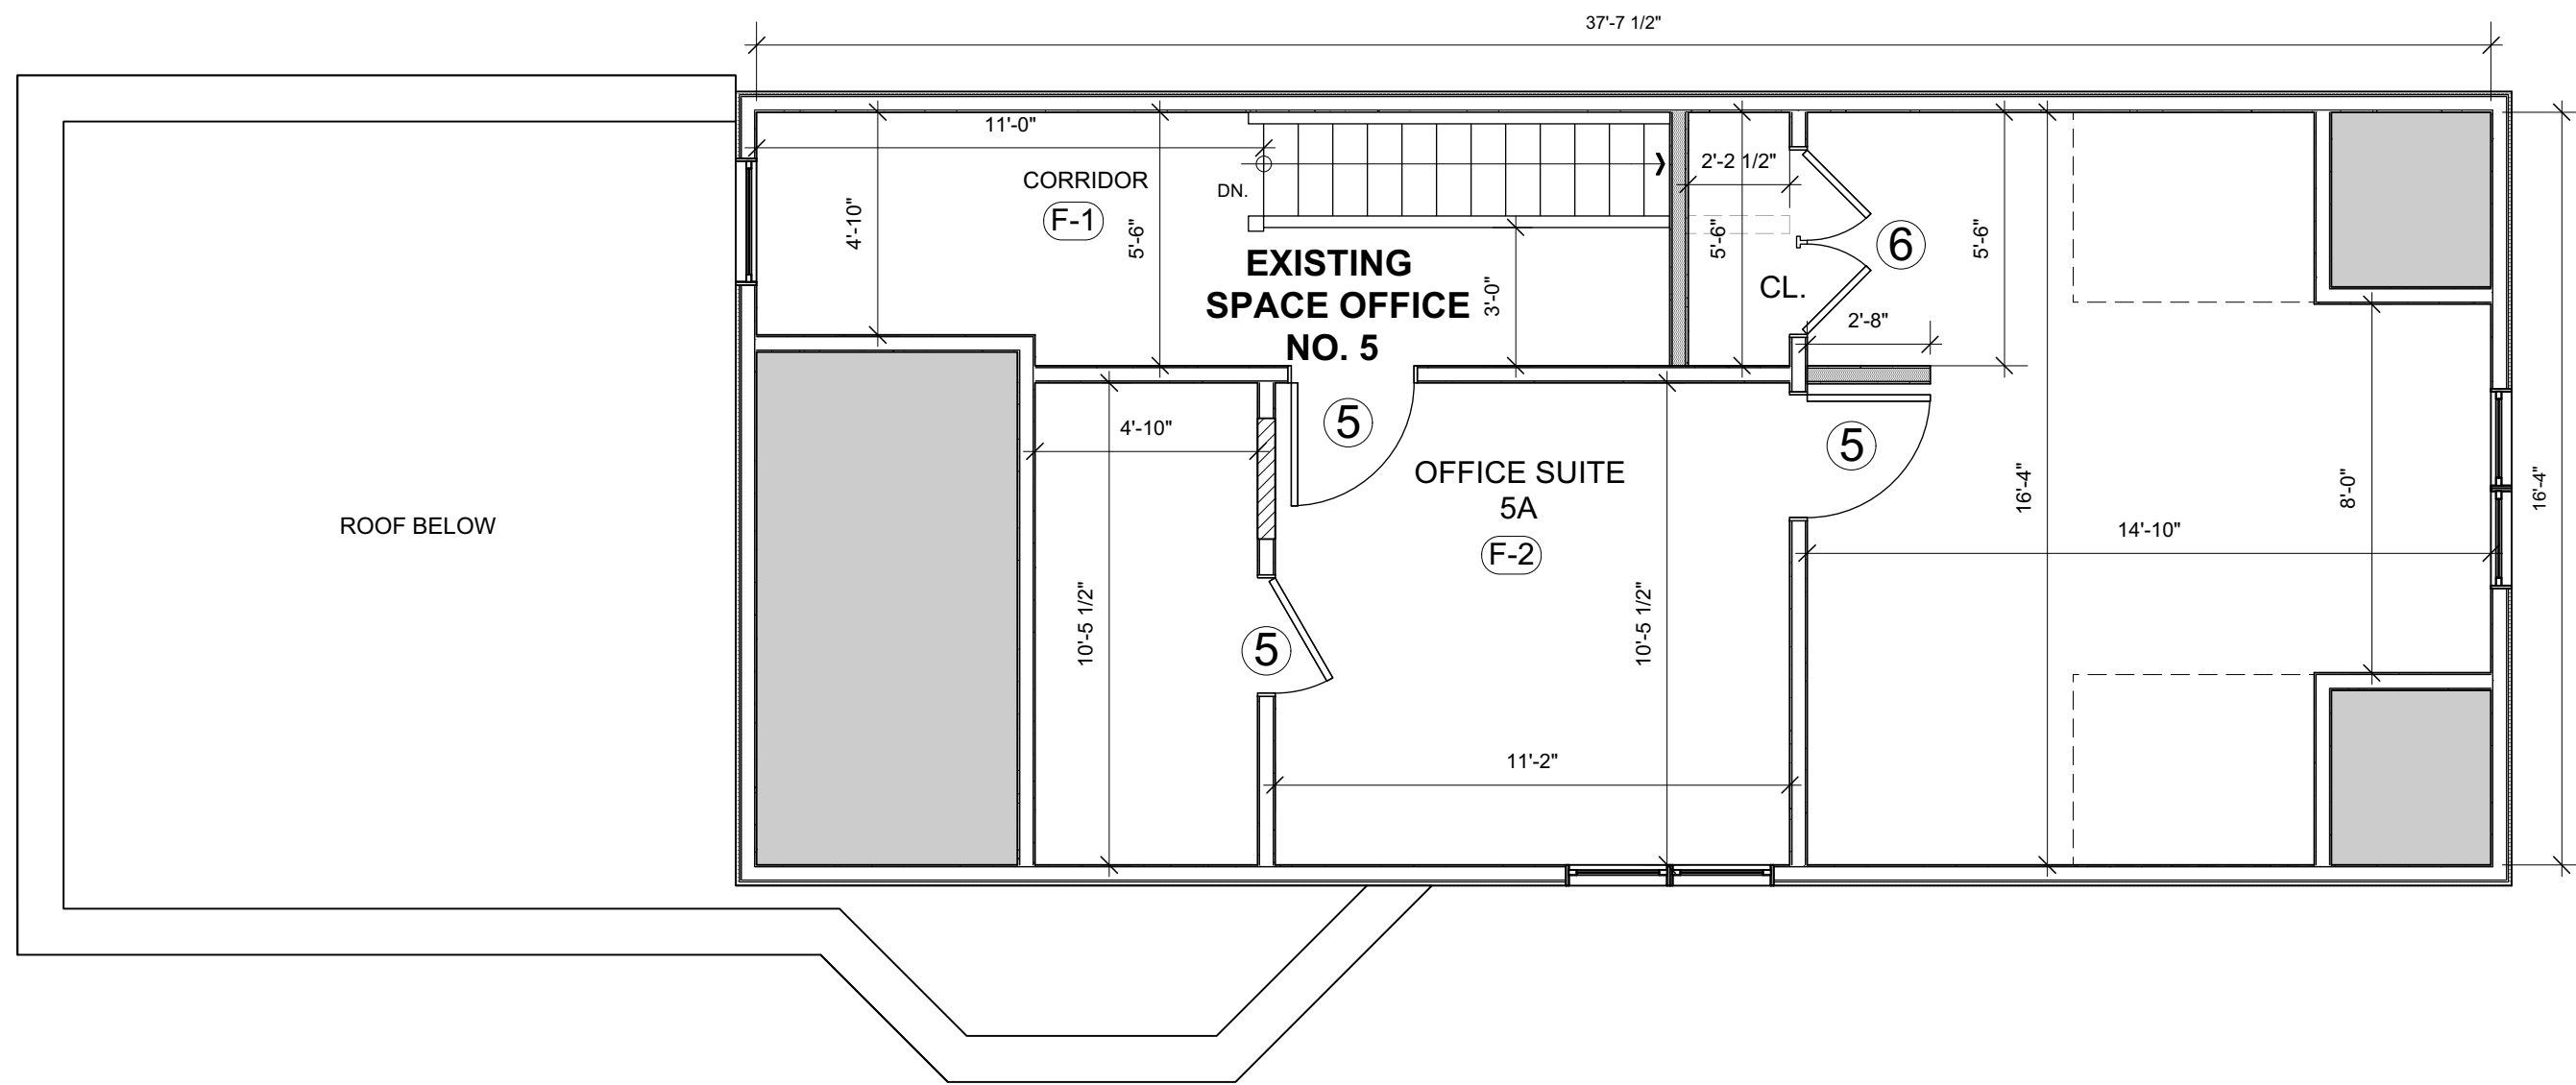 37'-7 1/2"
11'-0"
CORRIDOR
F-1
4'-10"
5'-6"
DN.
2'-2 1/2"
5'-6"
CL.
6
5'-6"
2'-8"
EXISTING
SPACE OFFICE
NO. 5
3'-0"
4'-10"
5
5
OFFICE SUITE
5A
F-2
ROOF BELOW
16'-4"
8'-0"
16'-4"
14'-10"
10'-5 1/2"
5
10'-5 1/2"
11'-2"